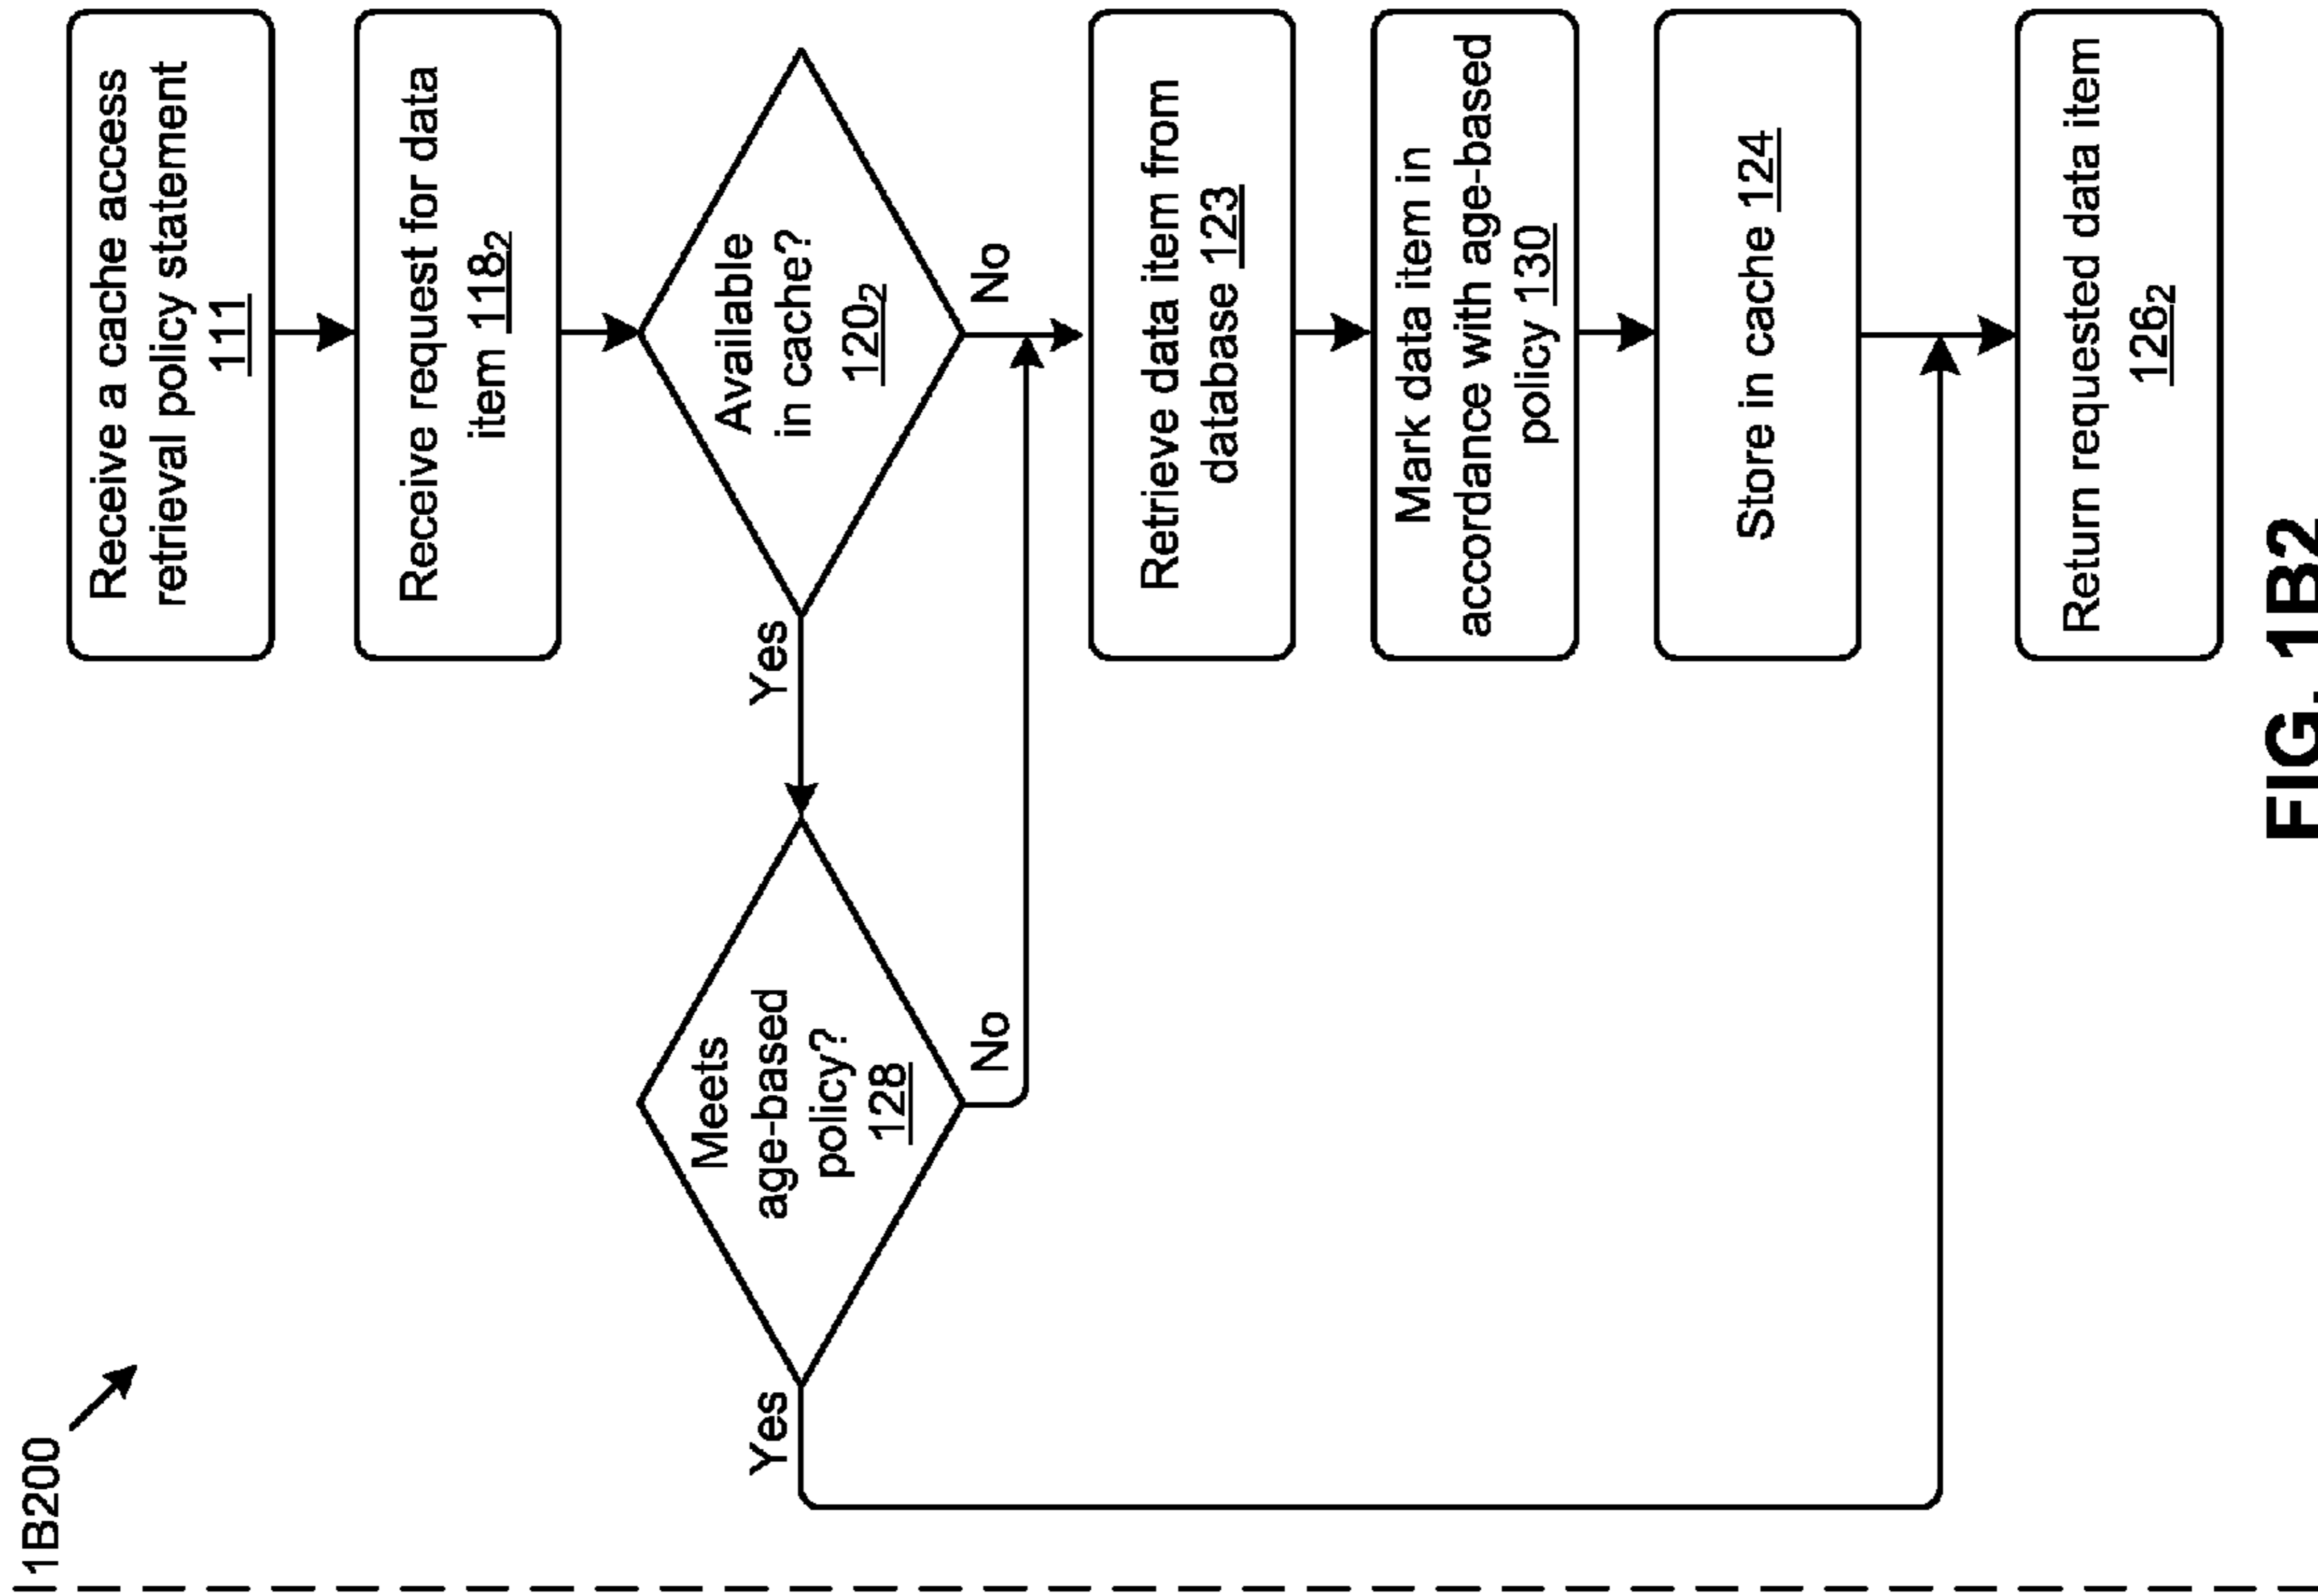 1B200
Receive a cache access
retrieval policy statement
111
Receive request for data
item 118₂
Available
in cache?
120₂
Yes
No
Meets
age-based
policy?
128
Yes
No
Retrieve data item from
database 123
Mark data item in
accordance with age-based
policy 130
Store in cache 124
Return requested data item
126₂
FIG. 1B2